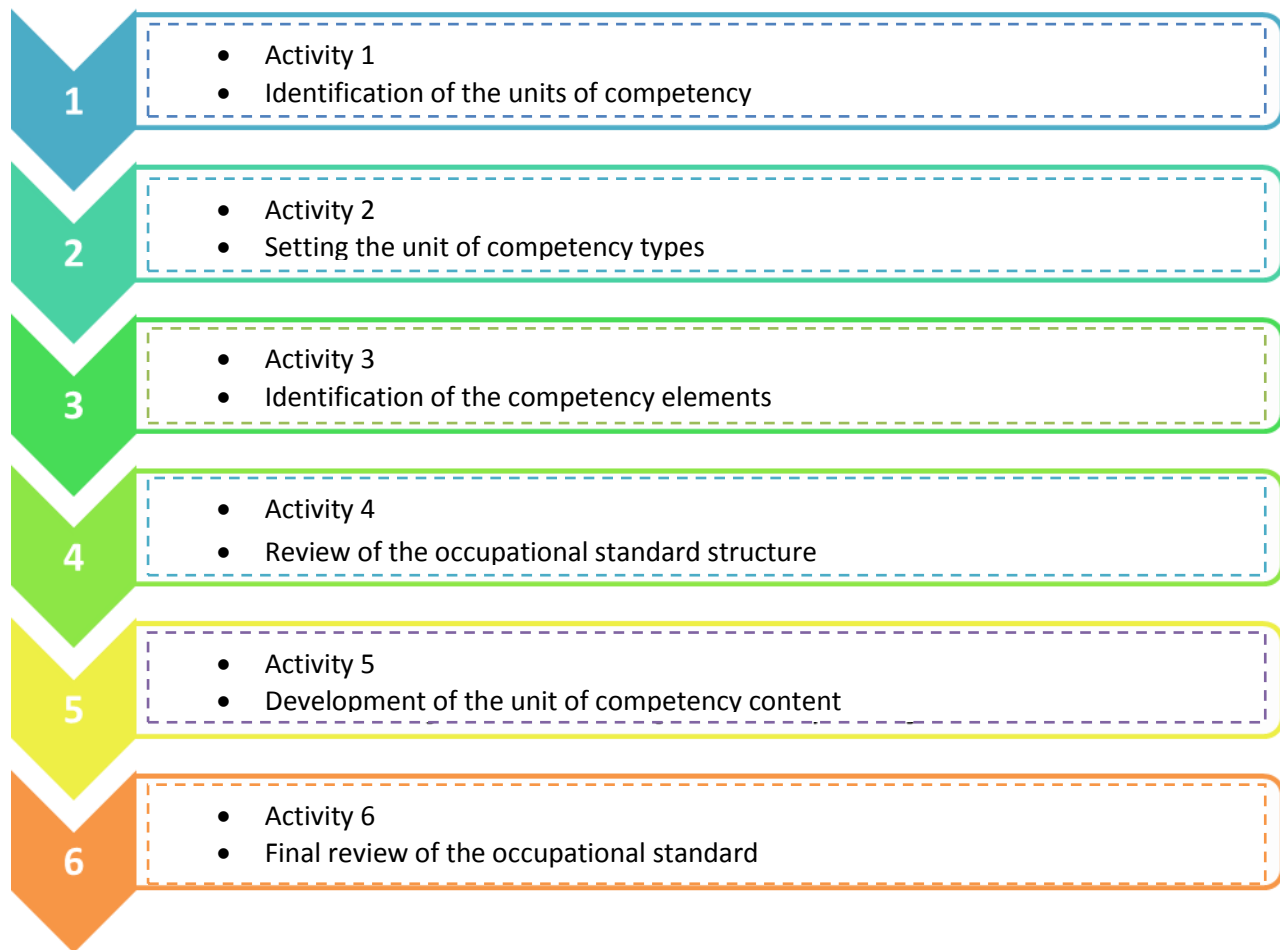 1
• Activity 1
• Identification of the units of competency
2
• Activity 2
• Setting the unit of competency types
3
• Activity 3
• Identification of the competency elements
4
• Activity 4
• Review of the occupational standard structure
5
• Activity 5
• Development of the unit of competency content
6
• Activity 6
• Final review of the occupational standard